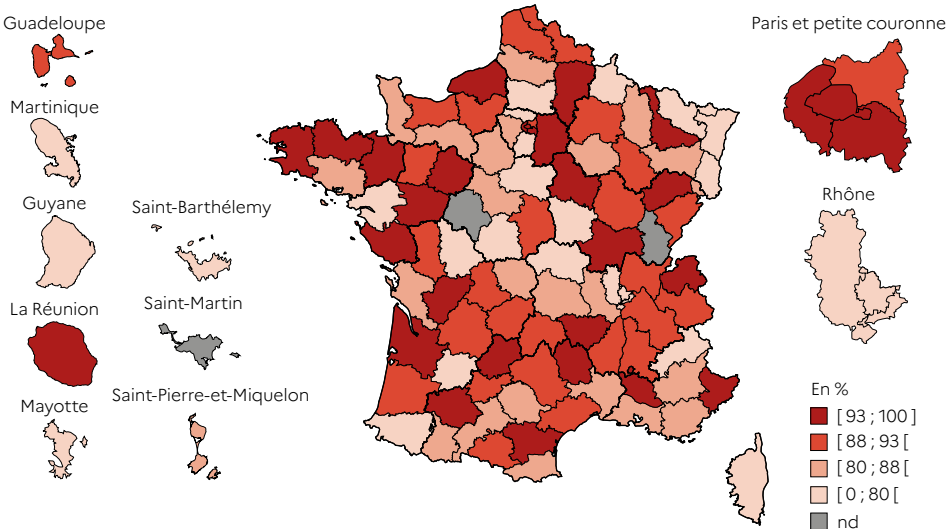 Guadeloupe
Martinique
Guyane
Saint-Barthélemy
La Réunion
Saint-Martin
Mayotte
Saint-Pierre-et-Miquelon
Paris et petite couronne
Rhône
En %
[ 93 ; 100 ]
[ 88 ; 93 [
[ 80 ; 88 [
[ 0 ; 80 [
nd